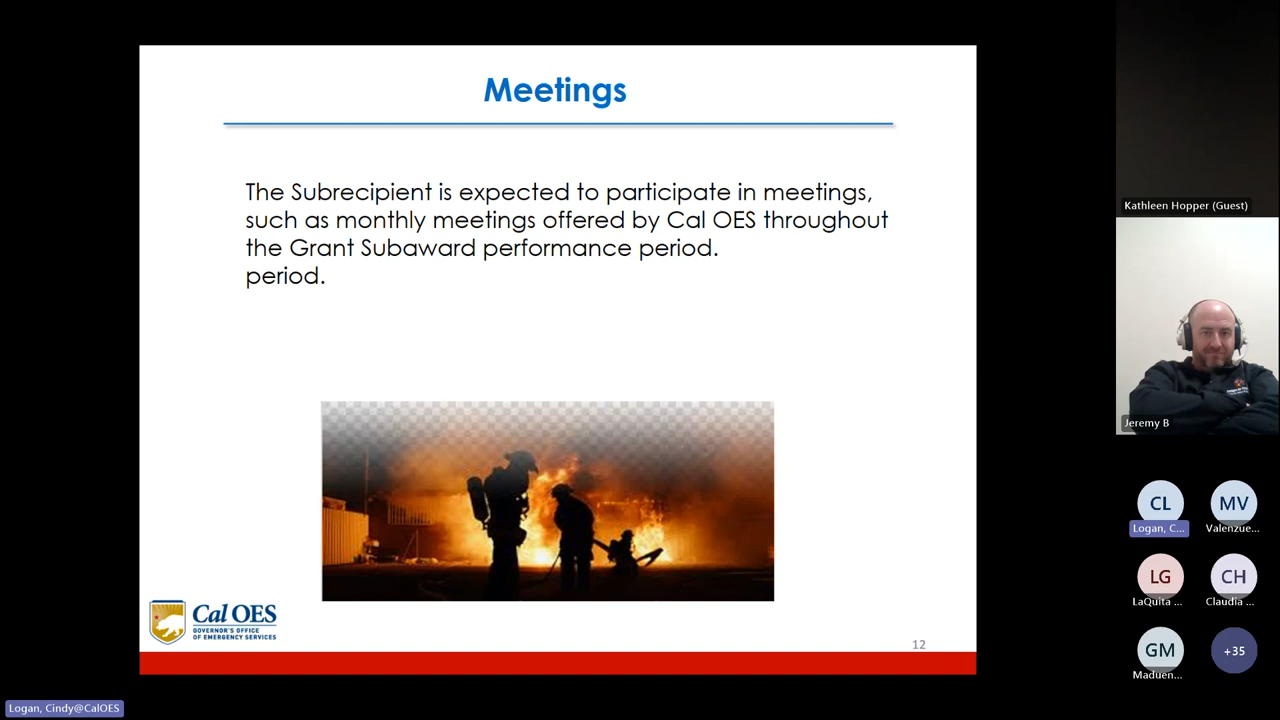 Meetings
The Subrecipient is expected to participate in meetings,
such as monthly meetings offered by Cal OES throughout
the Grant Subaward performance period.
period.
Cal OES
GOVERNOR'S OFFICE
OF EMERGENCY SERVICES
12
Kathleen Hopper (Guest)
Jeremy B
CL
MV
Logan, C...
Valenzue...
LG
CH
LaQuita ...
Claudia ...
GM
+35
Maduen...
Logan, Cindy@CalOES